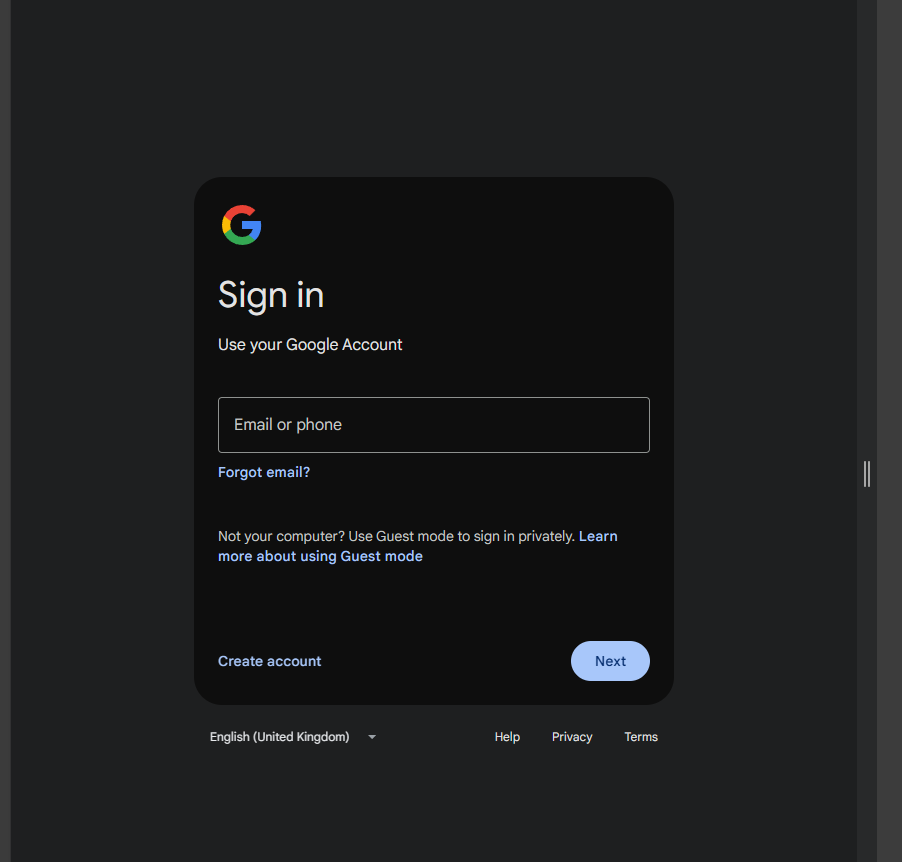 Sign in
Use your Google Account
Email or phone
Forgot email?
Not your computer? Use Guest mode to sign in privately. Learn
more about using Guest mode
Create account
Next
English (United Kingdom)
Help
Privacy
Terms